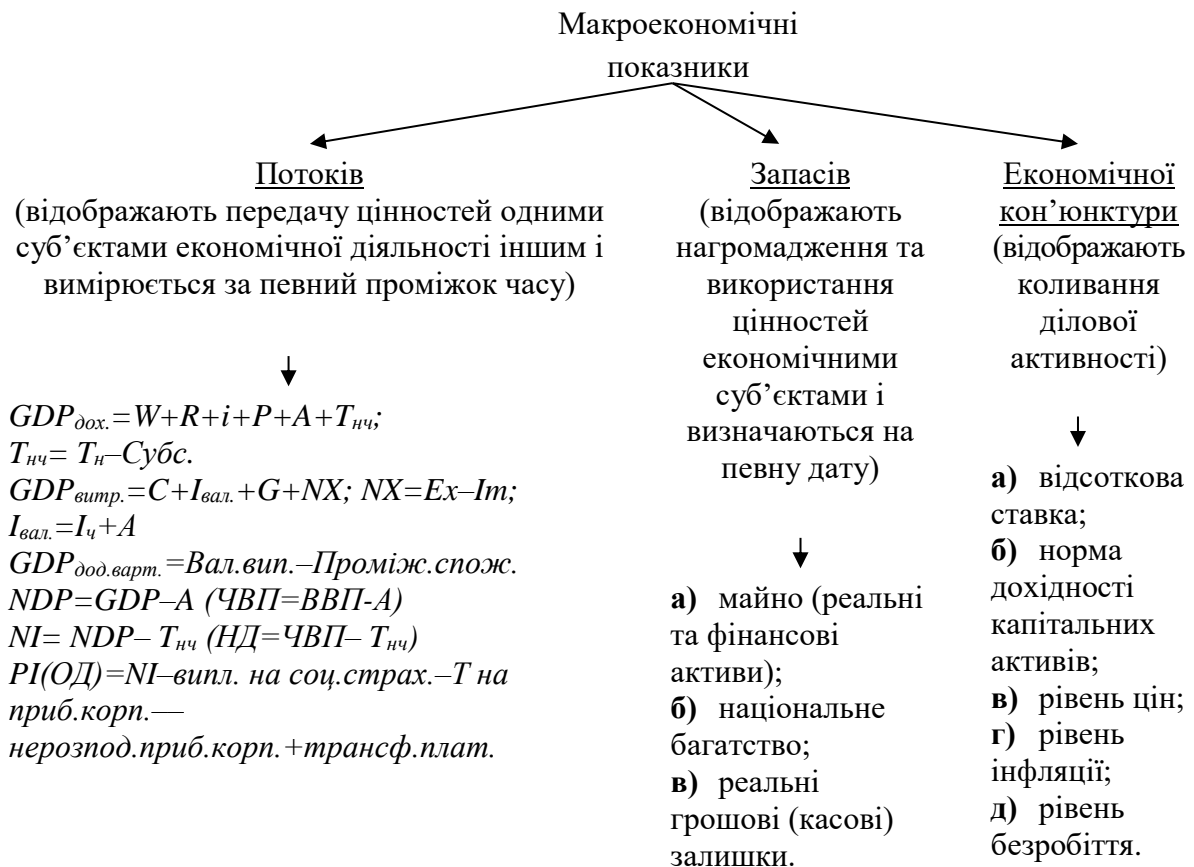 Макроекономічні
показники
Потоків
(відображають передачу цінностей одними
суб’єктами економічної діяльності іншим і
вимірюється за певний проміжок часу)
GDPдох.=W+R+i+P+A+Tнч;
Tнч= Tн–Субс.
GDPвитр.=C+Iвал.+G+NX; NX=Ex–Im;
Iвал.=Iч+A
GDPдод.варт.=Вал.вип.–Проміж.спож.
NDP=GDP–A (ЧВП=ВВП-А)
NI= NDP– Tнч (НД=ЧВП– Tнч)
PI(ОД)=NI–випл. на соц.страх.–Т на
приб.корп.—
нерозпод.приб.корп.+трансф.плат.
Запасів
(відображають
нагромадження та
використання
цінностей
економічними
суб’єктами і
визначаються на
певну дату)
а) майно (реальні
та фінансові
активи);
б) національне
багатство;
в) реальні
грошові (касові)
залишки.
Економічної
кон’юнктури
(відображають
коливання
ділової
активності)
а) відсоткова
ставка;
б) норма
дохідності
капітальних
активів;
в) рівень цін;
г) рівень
інфляції;
д) рівень
безробіття.